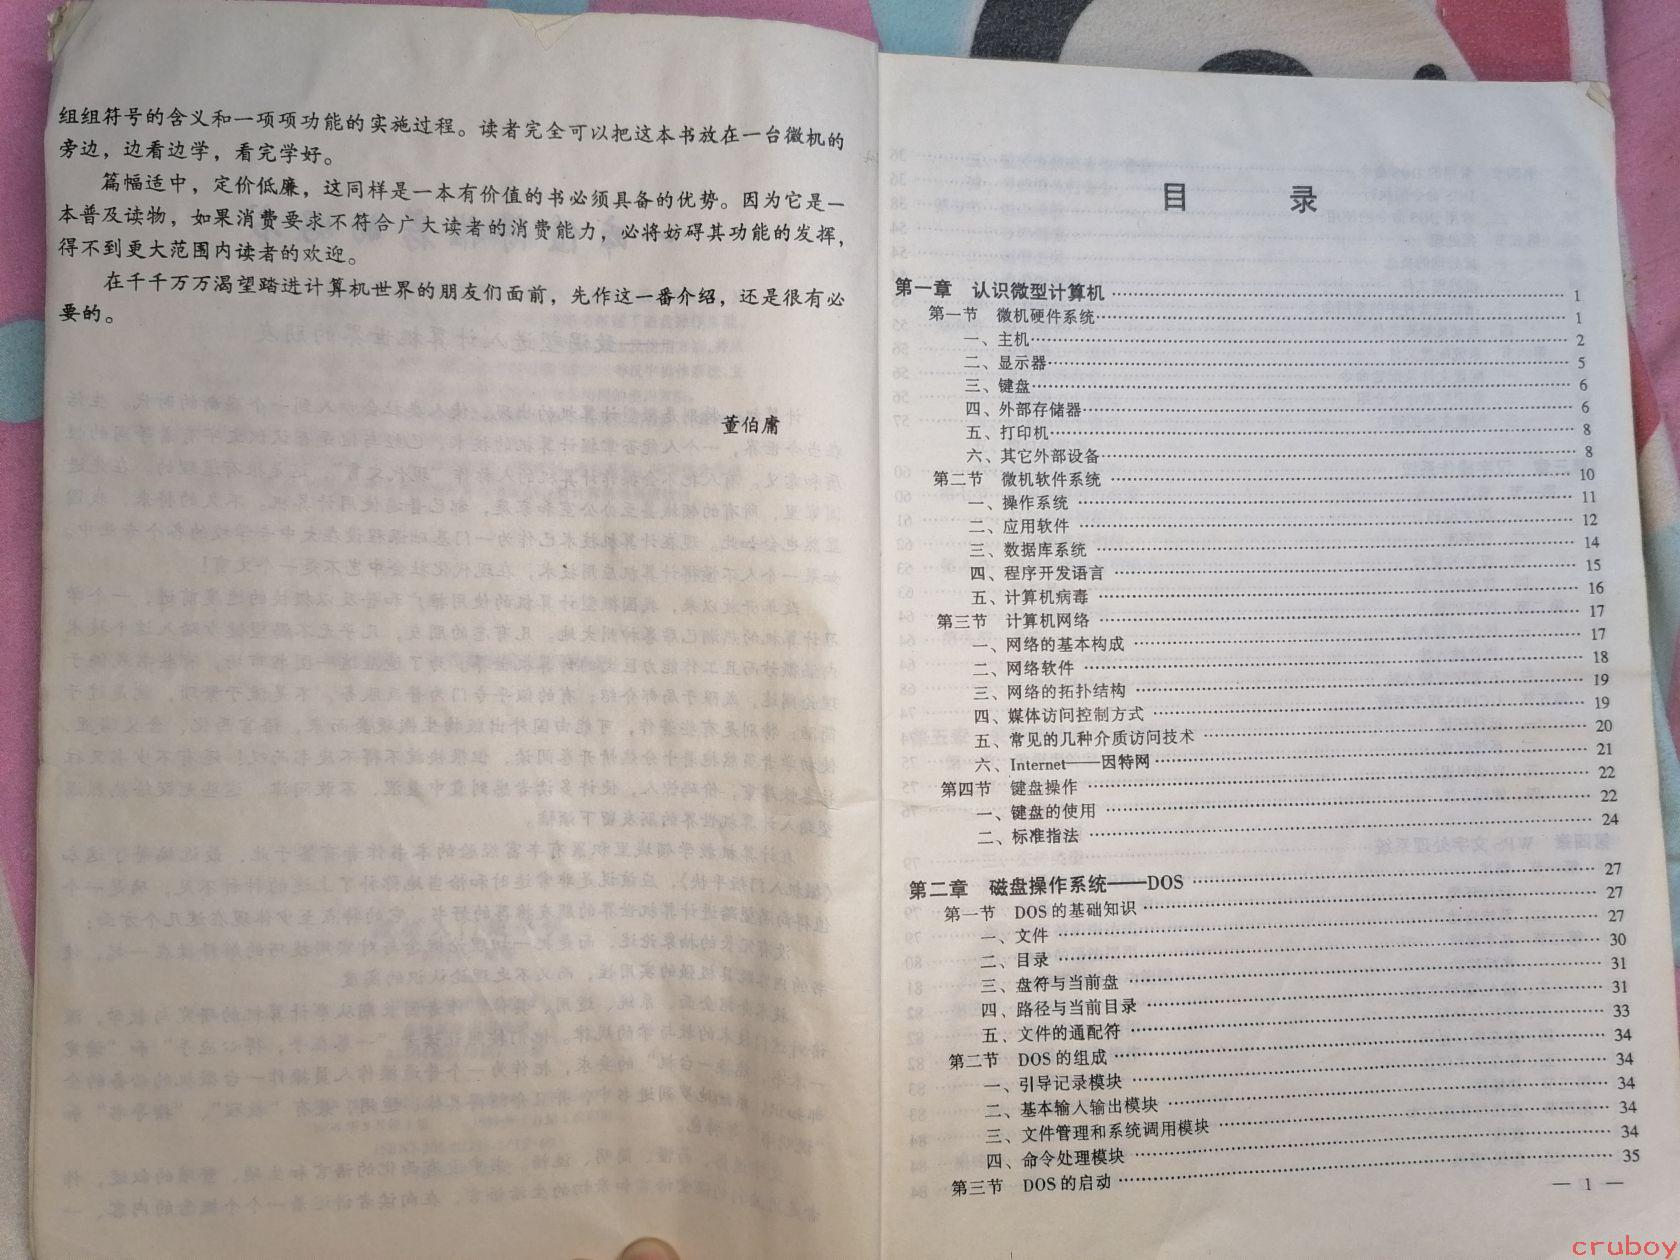 组组符号的含义和一项项功能的实施过程。读者完全可以把这本书放在一台微机的
旁边，边看边学，看完学好。
篇幅适中，定价低廉，这同样是一本有价值的书必须具备的优势。因为它是一
本普及读物，如果消费要求不符合广大读者的消费能力，必将妨碍其功能的发挥，
得不到更大范围内读者的欢迎。
在千千万万渴望踏进计算机世界的朋友们面前，先作这一番介绍，还是很有必
要的。
董伯庸
目 录
第一章 认识微型计算机 …… 1
第一节 微机硬件系统 …… 1
一、主机 …… 2
二、显示器 …… 5
三、键盘 …… 6
四、外部存储器 …… 6
五、打印机 …… 8
六、其它外部设备 …… 8
第二节 微机软件系统 …… 10
一、操作系统 …… 11
二、应用软件 …… 12
三、数据库系统 …… 14
四、程序开发语言 …… 15
五、计算机病毒 …… 16
第三节 计算机网络 …… 17
一、网络的基本构成 …… 17
二、网络软件 …… 18
三、网络的拓扑结构 …… 19
四、媒体访问控制方式 …… 19
五、常见的几种介质访问技术 …… 20
六、Internet——因特网 …… 21
第四节 键盘操作 …… 22
一、键盘的使用 …… 22
二、标准指法 …… 24
第二章 磁盘操作系统——DOS …… 27
第一节 DOS 的基础知识 …… 27
一、文件 …… 27
二、目录 …… 30
三、盘符与当前盘 …… 31
四、路径与当前目录 …… 31
五、文件的通配符 …… 33
第二节 DOS 的组成 …… 34
一、引导记录模块 …… 34
二、基本输入输出模块 …… 34
三、文件管理和系统调用模块 …… 34
四、命令处理模块 …… 34
第三节 DOS 的启动 …… 35
— 1 —
cruboy